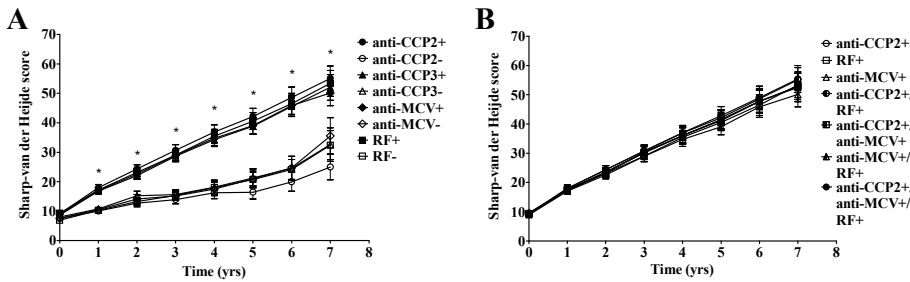 A
Sharp-van der Heijde score
70
60
50
40
30
20
10
0
0 1 2 3 4 5 6 7 8
Time (yrs)
* * * * * * *
anti-CCP2+
anti-CCP2-
anti-CCP3+
anti-CCP3-
anti-MCV+
anti-MCV-
RF+
RF-
B
Sharp-van der Heijde score
70
60
50
40
30
20
10
0
0 1 2 3 4 5 6 7 8
Time (yrs)
anti-CCP2+
RF+
anti-MCV+
anti-CCP2+/
RF+
anti-CCP2+/
anti-MCV+
anti-MCV+/
RF+
anti-CCP2+/
anti-MCV+/
RF+